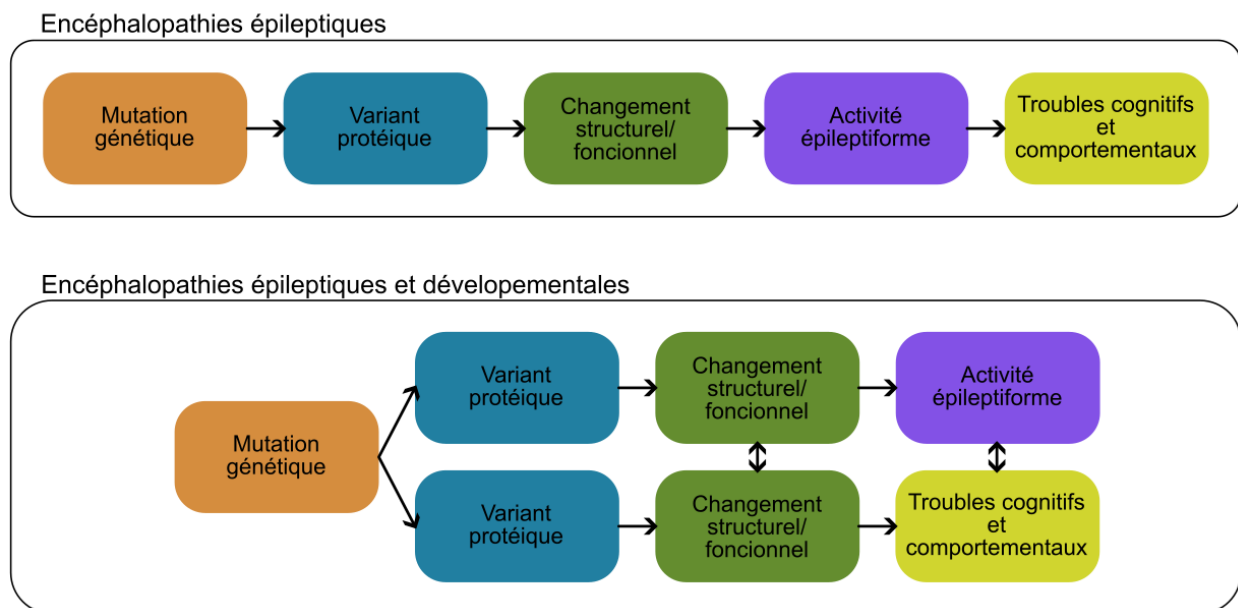 Encéphalopathies épileptiques
Mutation
génétique
Variant
protéique
Changement
structurel/
foncionnel
Activité
épileptiforme
Troubles cognitifs
et
comportementaux
Encéphalopathies épileptiques et dévelopementales
Mutation
génétique
Variant
protéique
Changement
structurel/
foncionnel
Activité
épileptiforme
Variant
protéique
Changement
structurel/
foncionnel
Troubles cognitifs
et
comportementaux